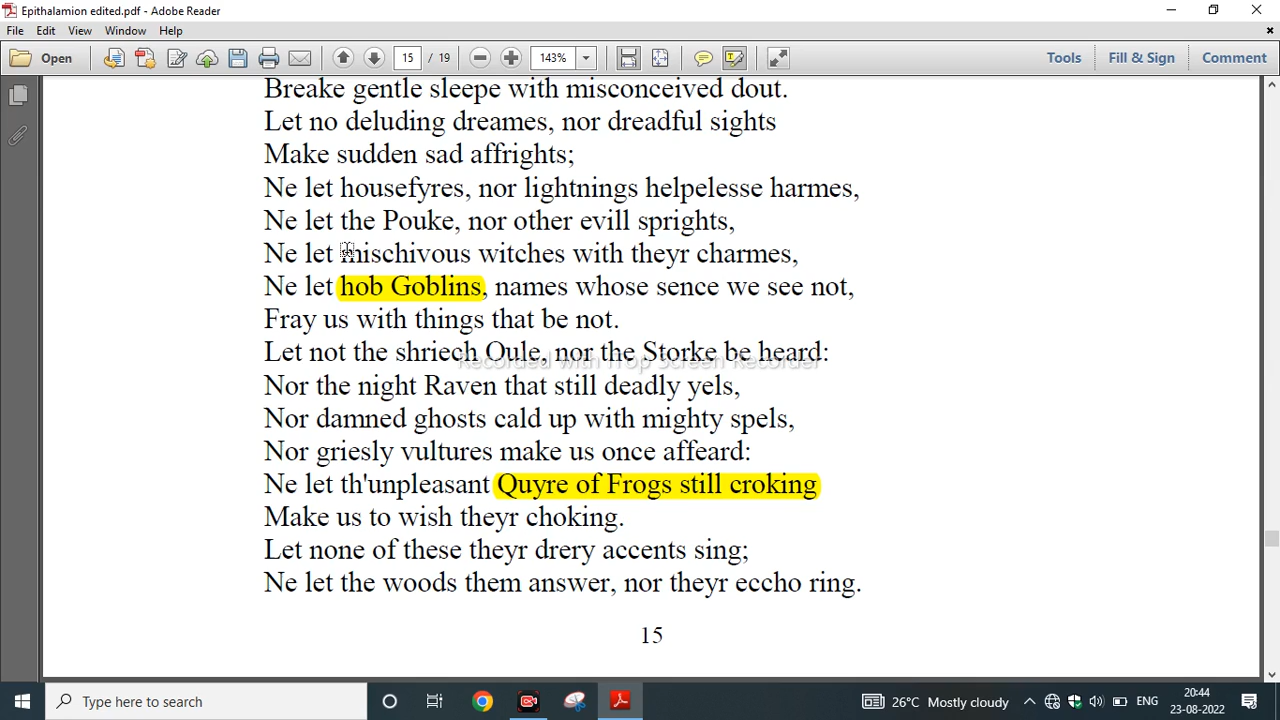 Epithalamion edited.pdf - Adobe Reader
File Edit View Window Help
Open 15 / 19 143% Tools Fill & Sign Comment
Breake gentle sleepe with misconceived dout.
Let no deluding dreames, nor dreadful sights
Make sudden sad affrights;
Ne let housefyres, nor lightnings helpelesse harmes,
Ne let the Pouke, nor other evill sprights,
Ne let mischivous witches with theyr charmes,
Ne let hob Goblins, names whose sence we see not,
Fray us with things that be not.
Let not the shriech Oule, nor the Storke be heard:
Recorded with iTop Screen Recorder
Nor the night Raven that still deadly yels,
Nor damned ghosts cald up with mighty spels,
Nor griesly vultures make us once affeard:
Ne let th'unpleasant Quyre of Frogs still croking
Make us to wish theyr choking.
Let none of these theyr drery accents sing;
Ne let the woods them answer, nor theyr eccho ring.
15
Type here to search 26°C Mostly cloudy ENG 20:44
23-08-2022